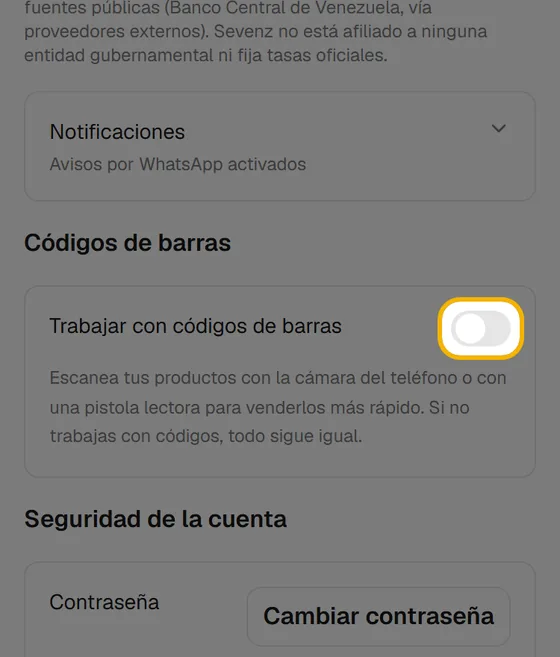 fuentes públicas (Banco Central de Venezuela, vía
proveedores externos). Sevenz no está afiliado a ninguna
entidad gubernamental ni fija tasas oficiales.
Notificaciones
Avisos por WhatsApp activados
Códigos de barras
Trabajar con códigos de barras
Escanea tus productos con la cámara del teléfono o con
una pistola lectora para venderlos más rápido. Si no
trabajas con códigos, todo sigue igual.
Seguridad de la cuenta
Contraseña
Cambiar contraseña